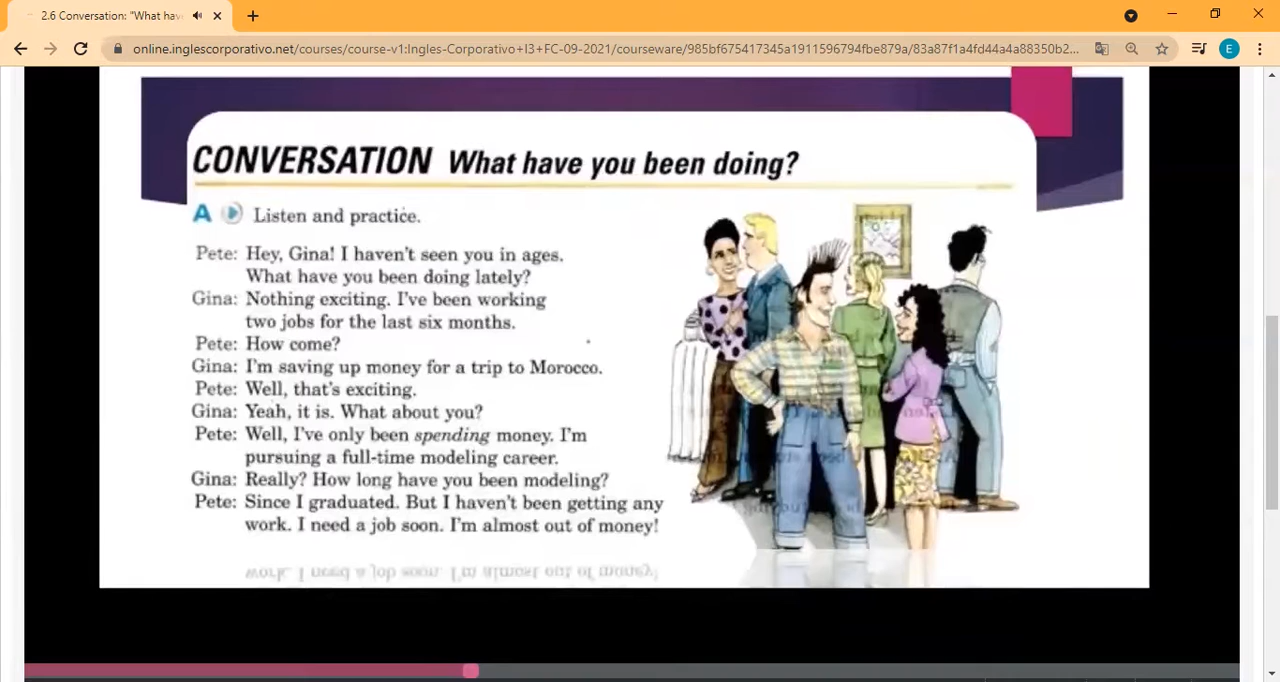 2.6 Conversation: "What hav
online.inglescorporativo.net/courses/course-v1:Ingles-Corporativo+I3+FC-09-2021/courseware/985bf675417345a1911596794fbe879a/83a87f1a4fd44a4a88350b2...
E
CONVERSATION What have you been doing?
A Listen and practice.
Pete: Hey, Gina! I haven't seen you in ages.
What have you been doing lately?
Gina: Nothing exciting. I've been working
two jobs for the last six months.
Pete: How come?
Gina: I'm saving up money for a trip to Morocco.
Pete: Well, that's exciting.
Gina: Yeah, it is. What about you?
Pete: Well, I've only been spending money. I'm
pursuing a full-time modeling career.
Gina: Really? How long have you been modeling?
Pete: Since I graduated. But I haven't been getting any
work. I need a job soon. I'm almost out of money!